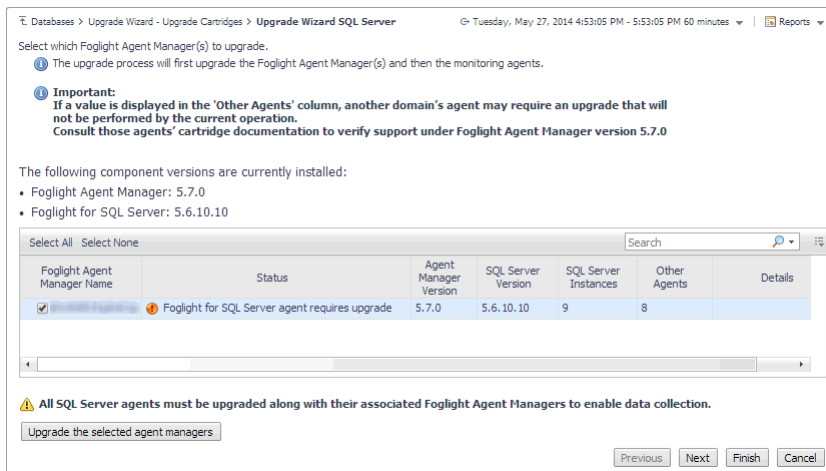 Databases > Upgrade Wizard - Upgrade Cartridges > Upgrade Wizard SQL Server
Tuesday, May 27, 2014 4:53:05 PM - 5:53:05 PM 60 minutes
Reports
Select which Foglight Agent Manager(s) to upgrade.
The upgrade process will first upgrade the Foglight Agent Manager(s) and then the monitoring agents.
Important:
If a value is displayed in the 'Other Agents' column, another domain's agent may require an upgrade that will
not be performed by the current operation.
Consult those agents' cartridge documentation to verify support under Foglight Agent Manager version 5.7.0
The following component versions are currently installed:
• Foglight Agent Manager: 5.7.0
• Foglight for SQL Server: 5.6.10.10
Select All Select None
Search
Foglight Agent
Manager Name
Status
Agent
Manager
Version
SQL Server
Version
SQL Server
Instances
Other
Agents
Details
Foglight for SQL Server agent requires upgrade 5.7.0 5.6.10.10 9 8
All SQL Server agents must be upgraded along with their associated Foglight Agent Managers to enable data collection.
Upgrade the selected agent managers
Previous Next Finish Cancel